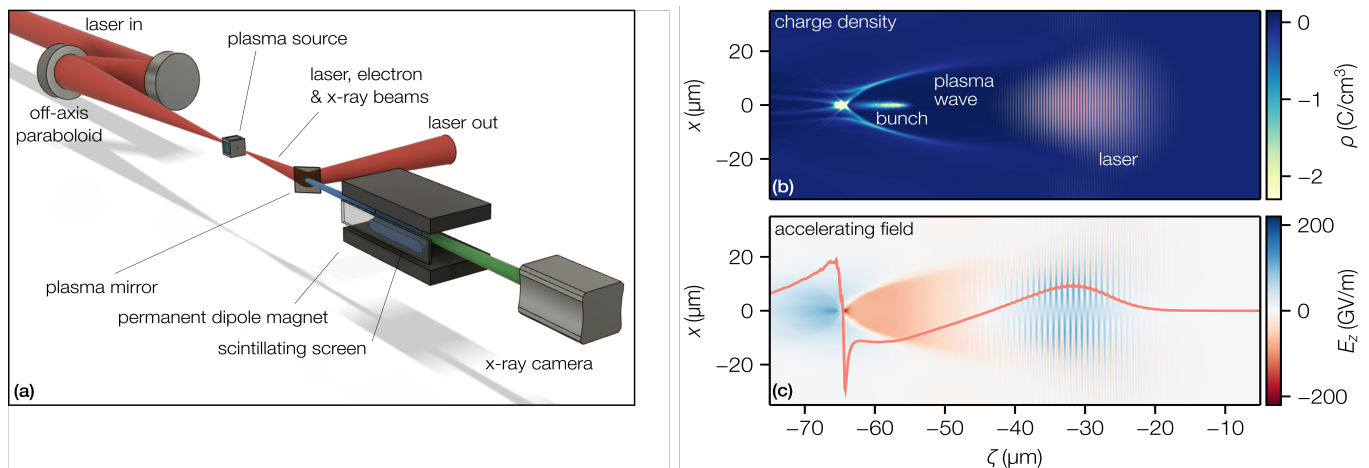 laser in
plasma source
laser, electron
& x-ray beams
laser out
off-axis
paraboloid
plasma mirror
permanent dipole magnet
scintillating screen
x-ray camera
(a)
charge density
plasma
wave
bunch
laser
(b)
x (μm)
20
0
−20
0
−1
−2
ρ (C/cm³)
accelerating field
(c)
x (μm)
20
0
−20
−70 −60 −50 −40 −30 −20 −10
ζ (μm)
200
100
0
−100
−200
E_z (GV/m)